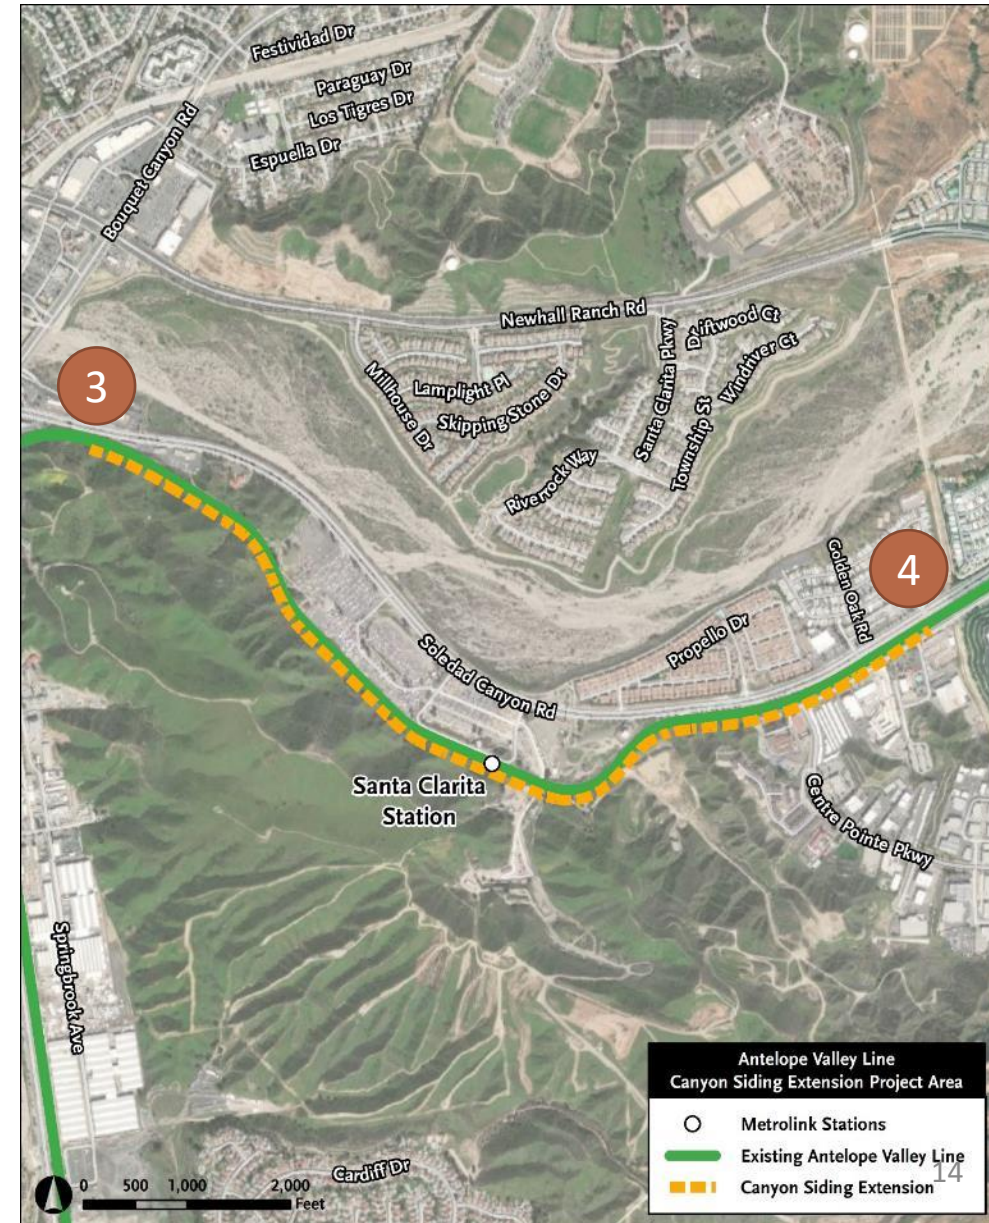 Festividad Dr
Paraguay Dr
Los Tigres Dr
Espuella Dr
Bouquet Canyon Rd
Newhall Ranch Rd
Driftwood Ct
Windriver Ct
Santa Clarita Pkwy
Township St
Millhouse Dr
Lamplight Pl
Skipping Stone Dr
Riverrock Way
3
4
Golden Oak Rd
Propello Dr
Soledad Canyon Rd
Santa Clarita
Station
Centre Pointe Pkwy
Springbrook Ave
Cardiff Dr
0 500 1,000 2,000
Feet
Antelope Valley Line
Canyon Siding Extension Project Area
Metrolink Stations
Existing Antelope Valley Line
Canyon Siding Extension
14